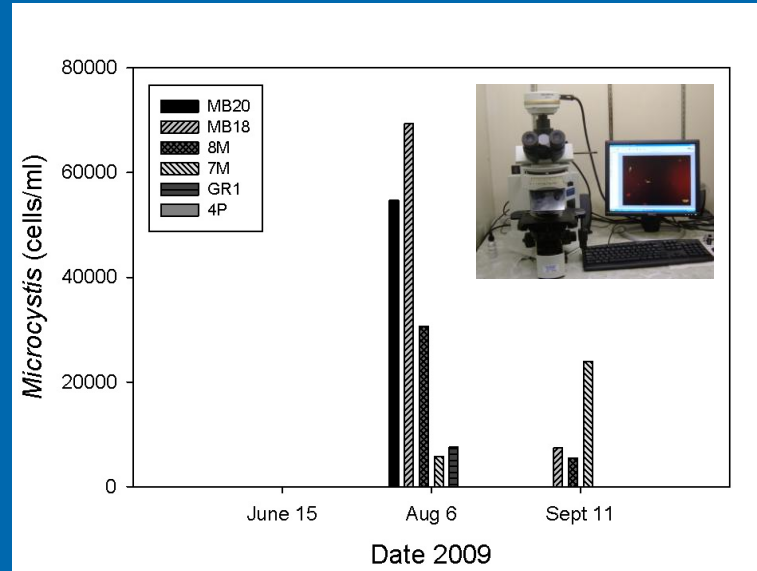 80000
60000
40000
20000
0
Microcystis (cells/ml)
MB20
MB18
8M
7M
GR1
4P
June 15
Aug 6
Sept 11
Date 2009